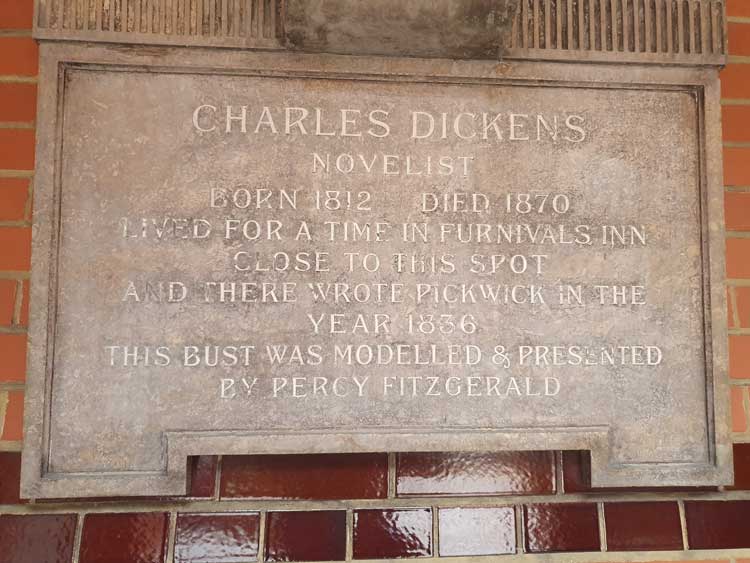 CHARLES DICKENS
NOVELIST
BORN 1812 DIED 1870
LIVED FOR A TIME IN FURNIVALS INN
CLOSE TO THIS SPOT
AND THERE WROTE PICKWICK IN THE
YEAR 1836
THIS BUST WAS MODELLED & PRESENTED
BY PERCY FITZGERALD